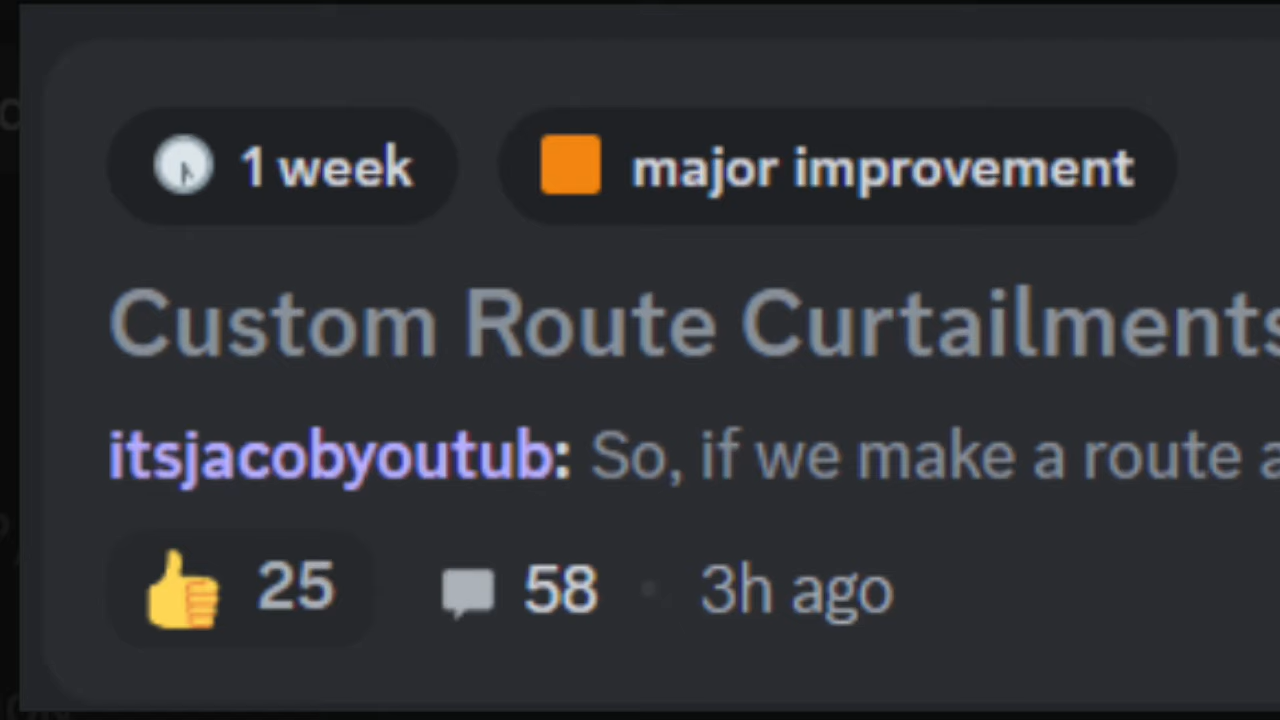 1 week major improvement
Custom Route Curtailments
itsjacobyoutub: So, if we make a route a
25 58 · 3h ago